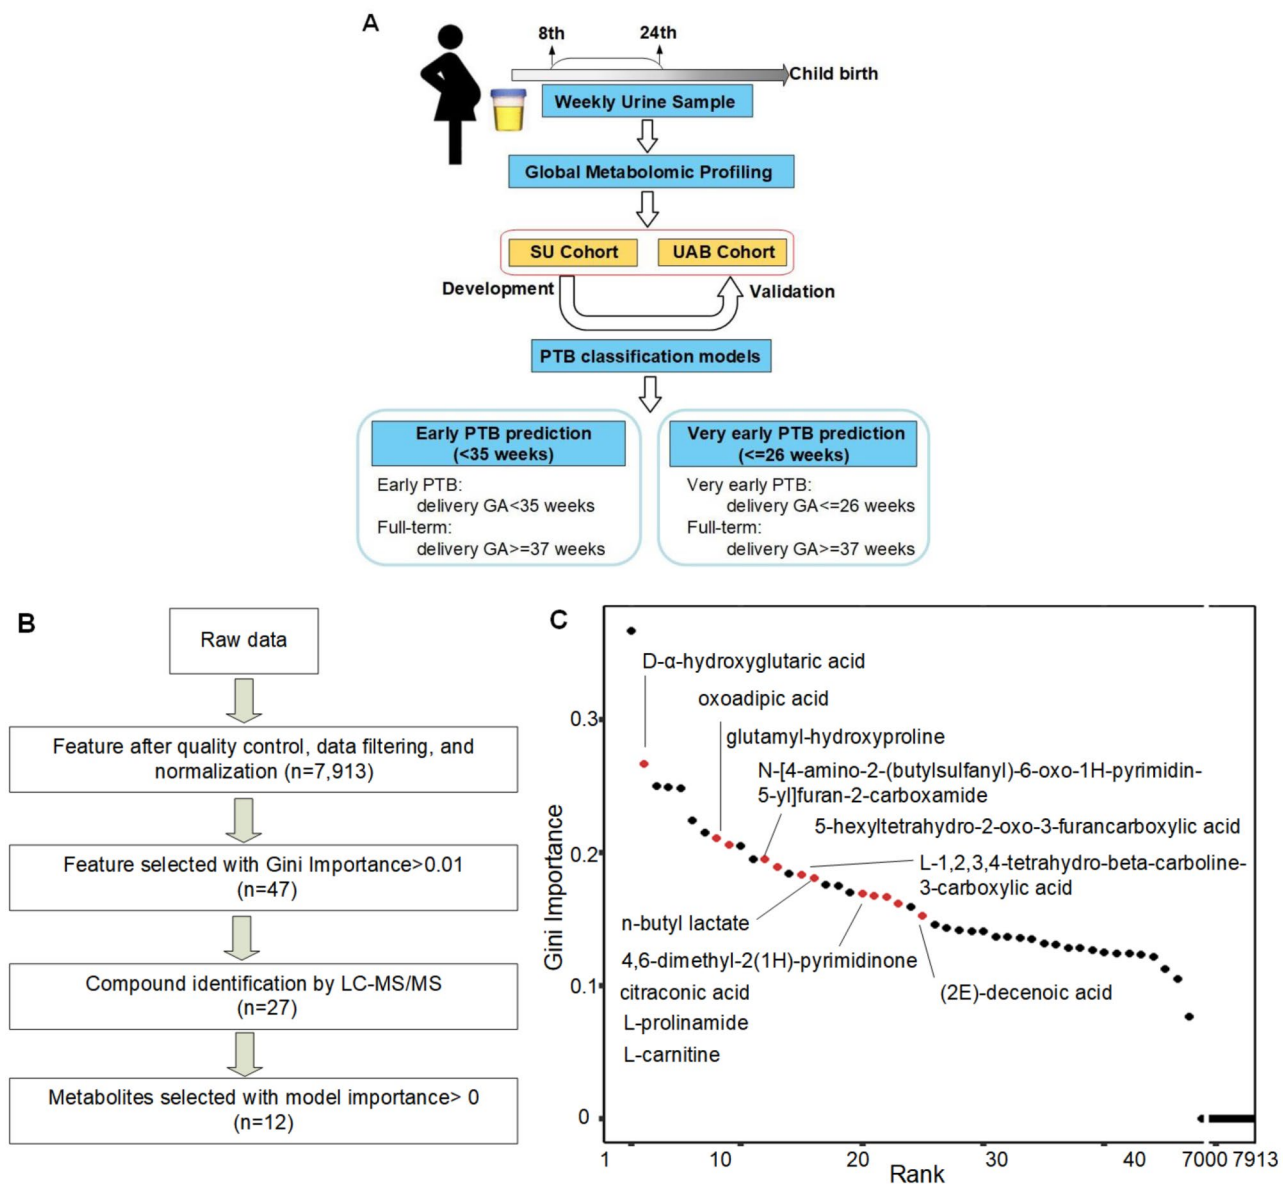 A
8th 24th
Child birth
Weekly Urine Sample
Global Metabolomic Profiling
SU Cohort UAB Cohort
Development Validation
PTB classification models
Early PTB prediction
(<35 weeks)
Early PTB:
delivery GA<35 weeks
Full-term:
delivery GA>=37 weeks
Very early PTB prediction
(<=26 weeks)
Very early PTB:
delivery GA<=26 weeks
Full-term:
delivery GA>=37 weeks
B
Raw data
Feature after quality control, data filtering, and
normalization (n=7,913)
Feature selected with Gini Importance>0.01
(n=47)
Compound identification by LC-MS/MS
(n=27)
Metabolites selected with model importance> 0
(n=12)
C
D-α-hydroxyglutaric acid
oxoadipic acid
glutamyl-hydroxyproline
N-[4-amino-2-(butylsulfanyl)-6-oxo-1H-pyrimidin-
5-yl]furan-2-carboxamide
5-hexyltetrahydro-2-oxo-3-furancarboxylic acid
L-1,2,3,4-tetrahydro-beta-carboline-
3-carboxylic acid
n-butyl lactate
4,6-dimethyl-2(1H)-pyrimidinone
citraconic acid
L-prolinamide
L-carnitine
(2E)-decenoic acid
Gini Importance
0.3
0.2
0.1
0
1 10 20 30 40 7000 7913
Rank